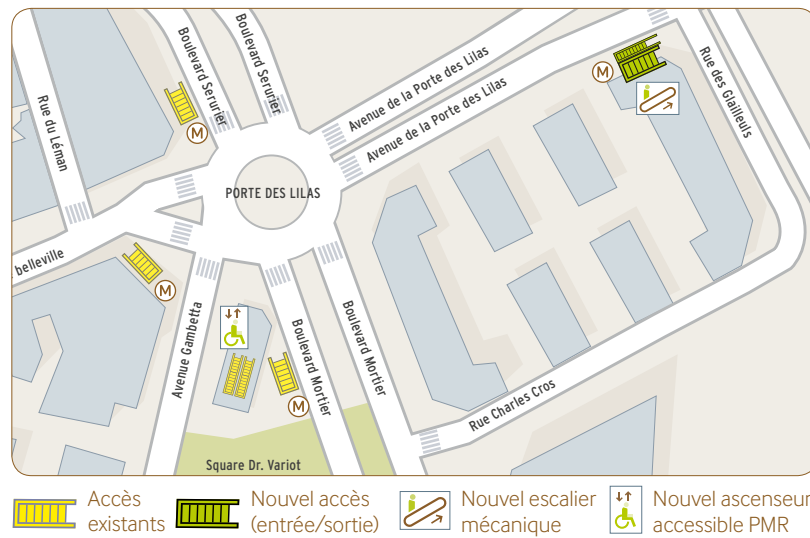 Boulevard Serurier
Boulevard Serurier
Rue du Léman
M
Avenue de la Porte des Lilas
Avenue de la Porte des Lilas
M
Rue des Glaïeuls
PORTE DES LILAS
belleville
M
Avenue Gambetta
Boulevard Mortier
Boulevard Mortier
M
Rue Charles Cros
Square Dr. Variot
Accès
existants
Nouvel accès
(entrée/sortie)
Nouvel escalier
mécanique
Nouvel ascenseur
accessible PMR